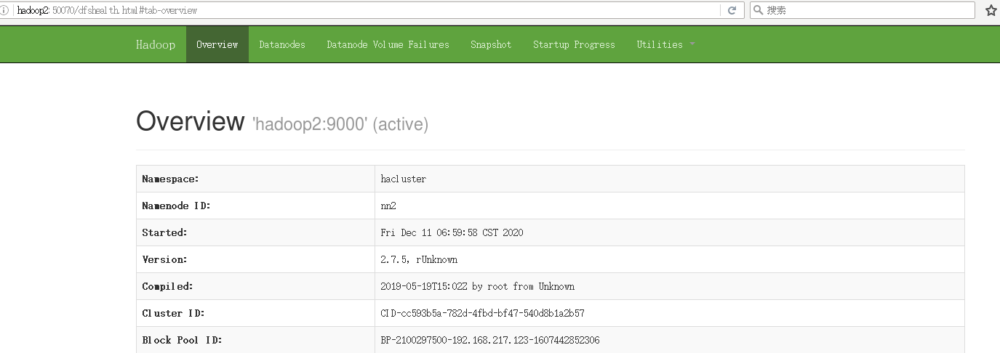 hadoop2:50070/dfshealth.html#tab-overview 搜索
Hadoop Overview Datanodes Datanode Volume Failures Snapshot Startup Progress Utilities
Overview 'hadoop2:9000' (active)
Namespace: hacluster
Namenode ID: nn2
Started: Fri Dec 11 06:59:58 CST 2020
Version: 2.7.5, rUnknown
Compiled: 2019-05-19T15:02Z by root from Unknown
Cluster ID: CID-cc593b5a-782d-4fbd-bf47-540d8b1a2b57
Block Pool ID: BP-2100297500-192.168.217.123-1607442852306